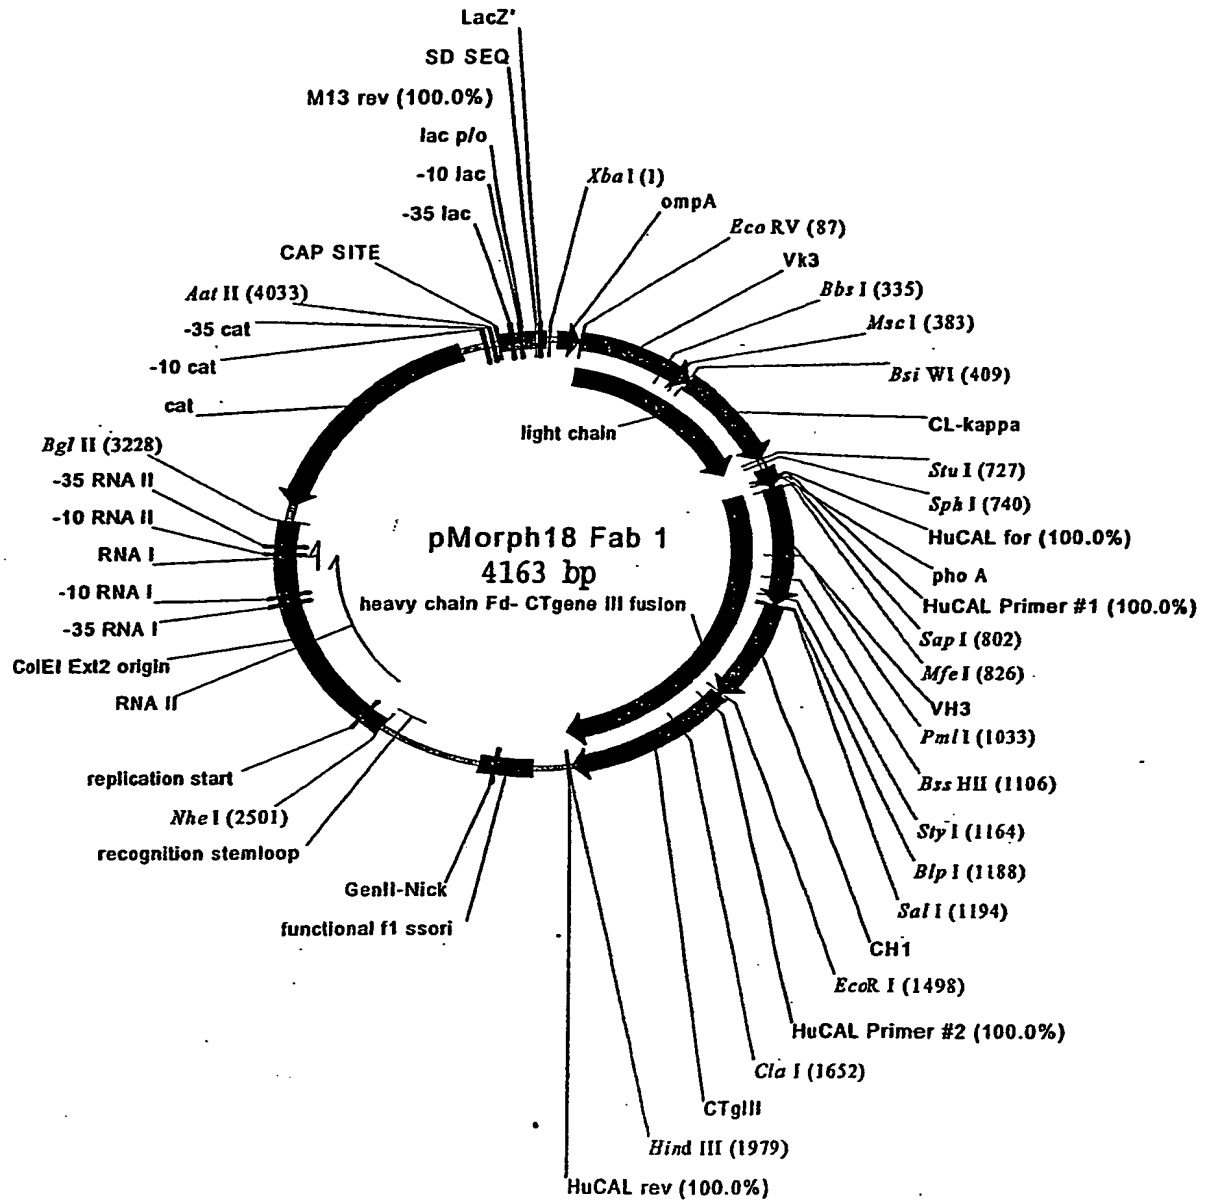 LacZ'
SD SEQ
M13 rev (100.0%)
lac p/o
-10 lac
-35 lac
CAP SITE
Aat II (4033)
-35 cat
-10 cat
cat
Bgl II (3228)
-35 RNA II
-10 RNA II
RNA I
-10 RNA I
-35 RNA I
ColEI Ext2 origin
RNA II
replication start
Nhe I (2501)
recognition stemloop
GenII-Nick
functional f1 ssori
Xba I (1)
ompA
Eco RV (87)
Vk3
Bbs I (335)
Msc I (383)
Bsi WI (409)
CL-kappa
Stu I (727)
Sph I (740)
HuCAL for (100.0%)
pho A
HuCAL Primer #1 (100.0%)
Sap I (802)
Mfe I (826)
VH3
Pml I (1033)
Bss HII (1106)
Sty I (1164)
Blp I (1188)
Sal I (1194)
CH1
EcoR I (1498)
HuCAL Primer #2 (100.0%)
Cla I (1652)
CTgIII
Hind III (1979)
HuCAL rev (100.0%)
light chain
pMorph18 Fab 1
4163 bp
heavy chain Fd- CTgene III fusion